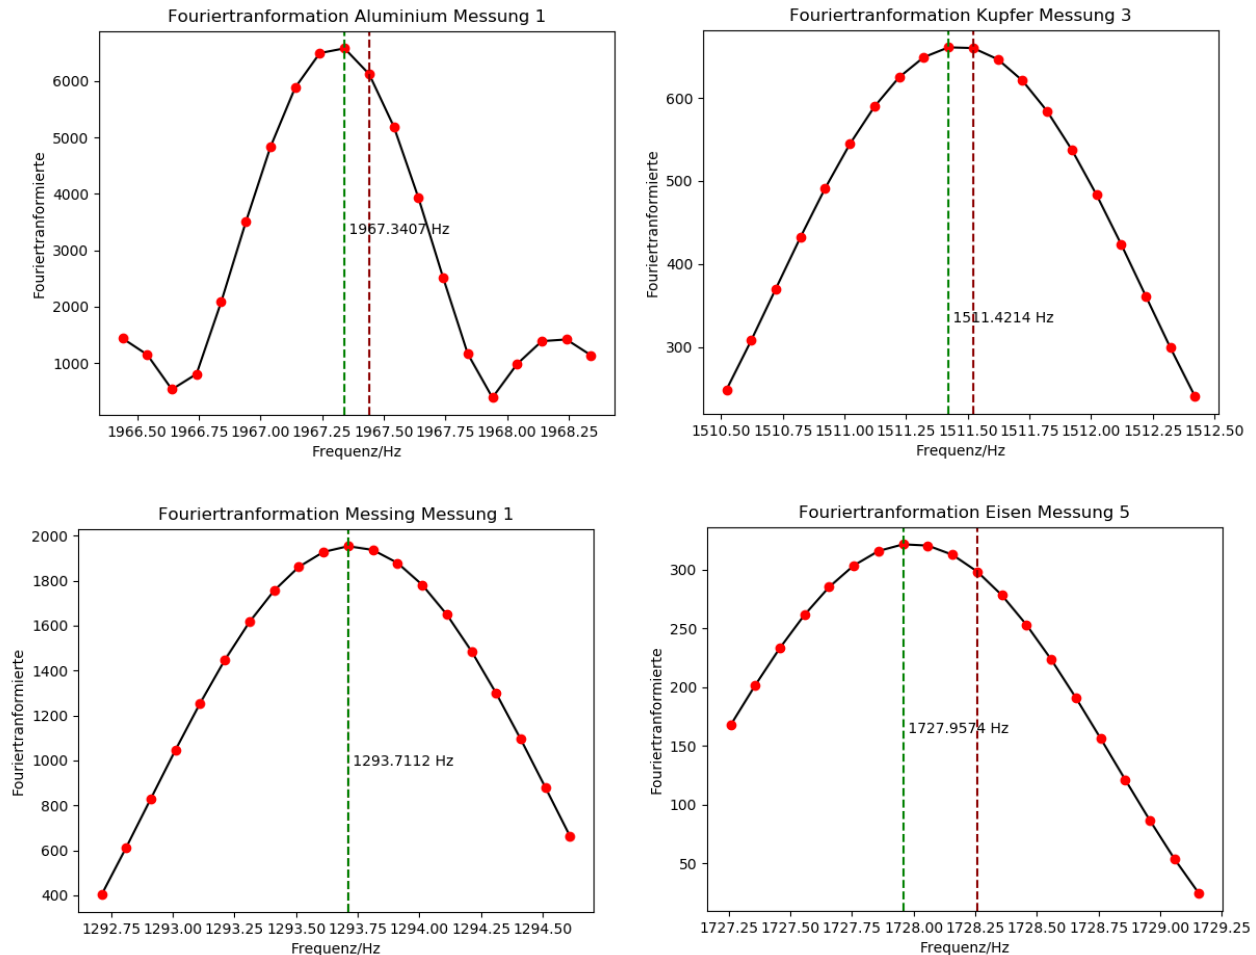 Fouriertranformation Aluminium Messung 1
Fouriertranformierte
6000
5000
4000
3000
2000
1000
1967.3407 Hz
1966.50 1966.75 1967.00 1967.25 1967.50 1967.75 1968.00 1968.25
Frequenz/Hz
Fouriertranformation Kupfer Messung 3
Fouriertranformierte
600
500
400
300
1511.4214 Hz
1510.50 1510.75 1511.00 1511.25 1511.50 1511.75 1512.00 1512.25 1512.50
Frequenz/Hz
Fouriertranformation Messing Messung 1
Fouriertranformierte
2000
1800
1600
1400
1200
1000
800
600
400
1293.7112 Hz
1292.75 1293.00 1293.25 1293.50 1293.75 1294.00 1294.25 1294.50
Frequenz/Hz
Fouriertranformation Eisen Messung 5
Fouriertranformierte
300
250
200
150
100
50
1727.9574 Hz
1727.25 1727.50 1727.75 1728.00 1728.25 1728.50 1728.75 1729.00 1729.25
Frequenz/Hz